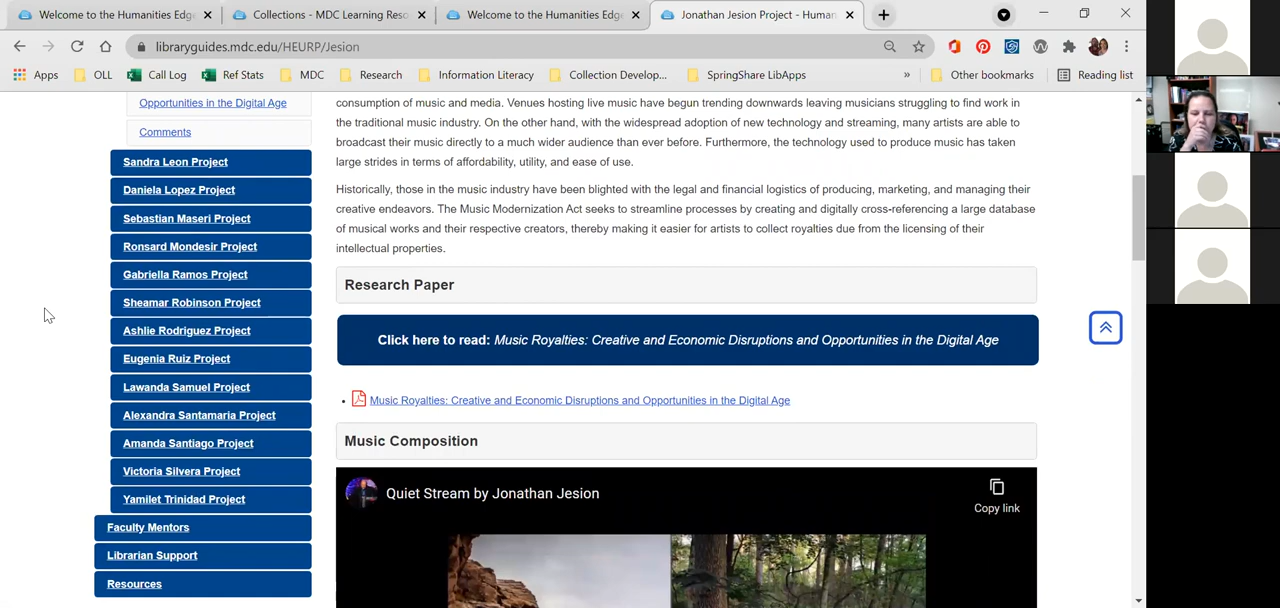 Welcome to the Humanities Edge
Collections - MDC Learning Reso
Welcome to the Humanities Edge
Jonathan Jesion Project - Human
libraryguides.mdc.edu/HEURP/Jesion
Apps
OLL
Call Log
Ref Stats
MDC
Research
Information Literacy
Collection Develop...
SpringShare LibApps
»
Other bookmarks
Reading list
Opportunities in the Digital Age
Comments
Sandra Leon Project
Daniela Lopez Project
Sebastian Maseri Project
Ronsard Mondesir Project
Gabriella Ramos Project
Sheamar Robinson Project
Ashlie Rodriguez Project
Eugenia Ruiz Project
Lawanda Samuel Project
Alexandra Santamaria Project
Amanda Santiago Project
Victoria Silvera Project
Yamilet Trinidad Project
Faculty Mentors
Librarian Support
Resources
consumption of music and media. Venues hosting live music have begun trending downwards leaving musicians struggling to find work in
the traditional music industry. On the other hand, with the widespread adoption of new technology and streaming, many artists are able to
broadcast their music directly to a much wider audience than ever before. Furthermore, the technology used to produce music has taken
large strides in terms of affordability, utility, and ease of use.
Historically, those in the music industry have been blighted with the legal and financial logistics of producing, marketing, and managing their
creative endeavors. The Music Modernization Act seeks to streamline processes by creating and digitally cross-referencing a large database
of musical works and their respective creators, thereby making it easier for artists to collect royalties due from the licensing of their
intellectual properties.
Research Paper
Click here to read: Music Royalties: Creative and Economic Disruptions and Opportunities in the Digital Age
• Music Royalties: Creative and Economic Disruptions and Opportunities in the Digital Age
Music Composition
Quiet Stream by Jonathan Jesion
Copy link